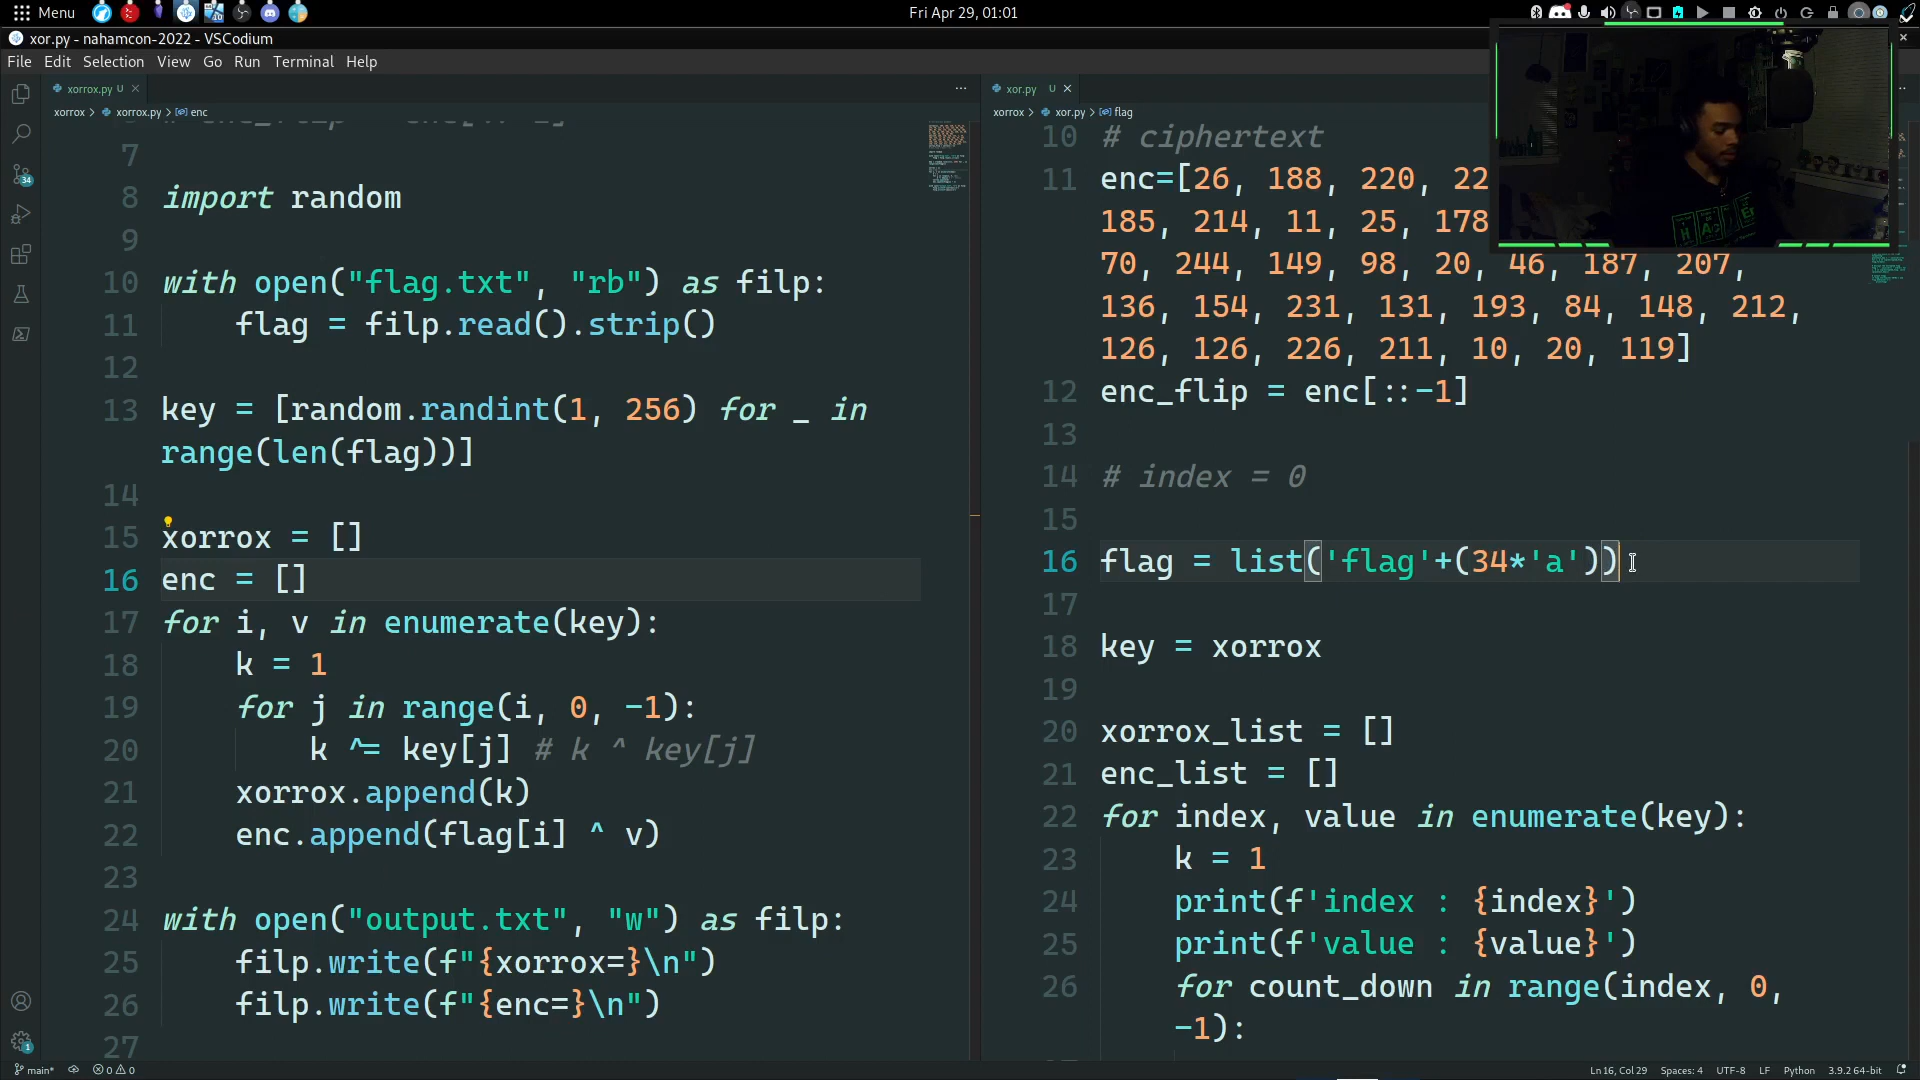 Menu
Fri Apr 29, 01:01
xor.py - nahamcon-2022 - VSCodium
File Edit Selection View Go Run Terminal Help
xorrox.py U
xorrox > xorrox.py > enc
7
8 import random
9
10 with open("flag.txt", "rb") as filp:
11 flag = filp.read().strip()
12
13 key = [random.randint(1, 256) for _ in
range(len(flag))]
14
15 xorrox = []
16 enc = []
17 for i, v in enumerate(key):
18 k = 1
19 for j in range(i, 0, -1):
20 k ^= key[j] # k ^ key[j]
21 xorrox.append(k)
22 enc.append(flag[i] ^ v)
23
24 with open("output.txt", "w") as filp:
25 filp.write(f"{xorrox=}\n")
26 filp.write(f"{enc=}\n")
27
xor.py U
xorrox > xor.py > flag
10 # ciphertext
11 enc=[26, 188, 220, 22
185, 214, 11, 25, 178
70, 244, 149, 98, 20, 46, 187, 207,
136, 154, 231, 131, 193, 84, 148, 212,
126, 126, 226, 211, 10, 20, 119]
12 enc_flip = enc[::-1]
13
14 # index = 0
15
16 flag = list('flag'+(34*'a'))
17
18 key = xorrox
19
20 xorrox_list = []
21 enc_list = []
22 for index, value in enumerate(key):
23 k = 1
24 print(f'index : {index}')
25 print(f'value : {value}')
26 for count_down in range(index, 0,
-1):
34
1
main* 0 0
Ln 16, Col 29 Spaces: 4 UTF-8 LF Python 3.9.2 64-bit